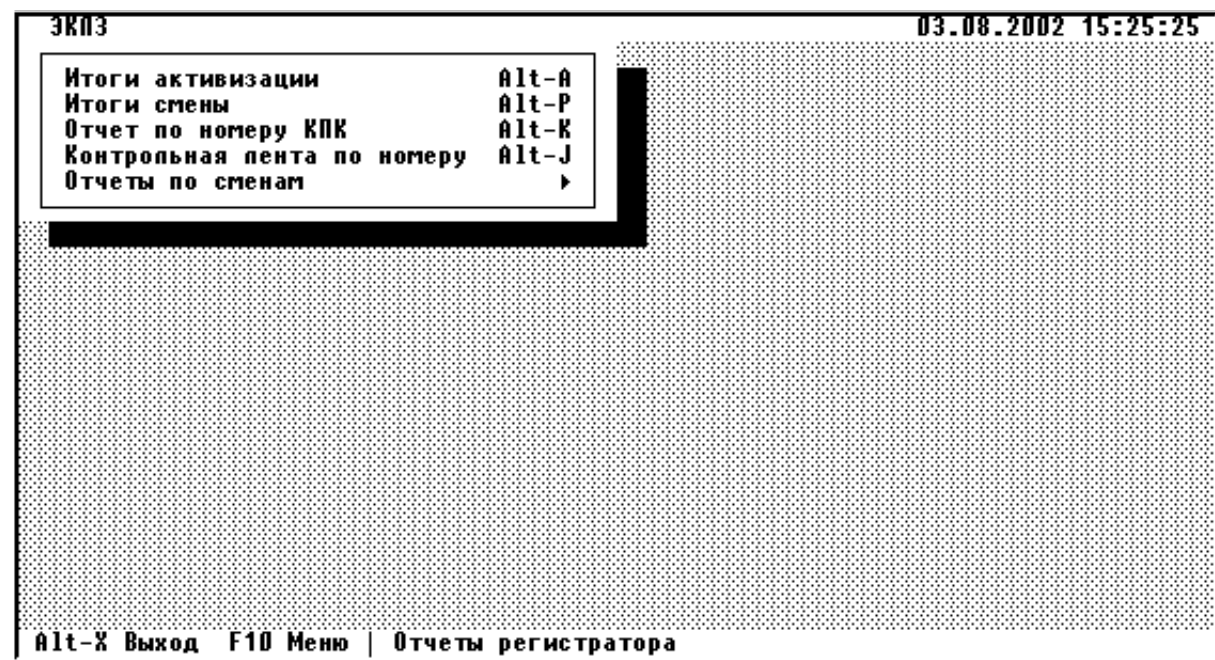 ЭКЛЗ 03.08.2002 15:25:25
Итоги активизации Alt-A
Итоги смены Alt-P
Отчет по номеру КПК Alt-K
Контрольная лента по номеру Alt-J
Отчеты по сменам ►
Alt-X Выход F10 Меню | Отчеты регистратора